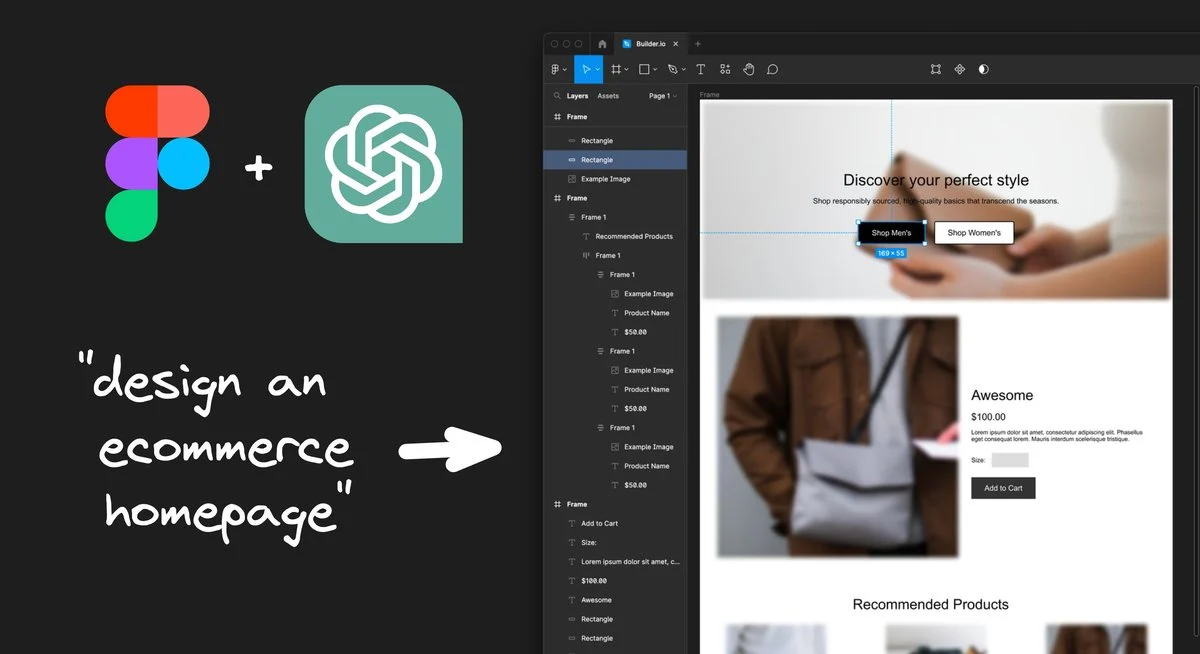 "design an
ecommerce
homepage"
+
Builder.io
Layers
Assets
Page 1
Frame
Rectangle
Rectangle
Example Image
Frame
Frame 1
Recommended Products
Frame 1
Frame 1
Example Image
Product Name
$50.00
Frame 1
Example Image
Product Name
$50.00
Frame 1
Example Image
Product Name
$50.00
Frame
Add to Cart
Size:
Lorem ipsum dolor sit amet, c...
$100.00
Awesome
Rectangle
Rectangle
Frame
Discover your perfect style
Shop responsibly sourced, high-quality basics that transcend the seasons.
Shop Men's
Shop Women's
169 × 55
Awesome
$100.00
Lorem ipsum dolor sit amet, consectetur adipiscing elit. Phasellus
eget consequat lorem. Mauris interdum scelerisque tristique.
Size:
Add to Cart
Recommended Products